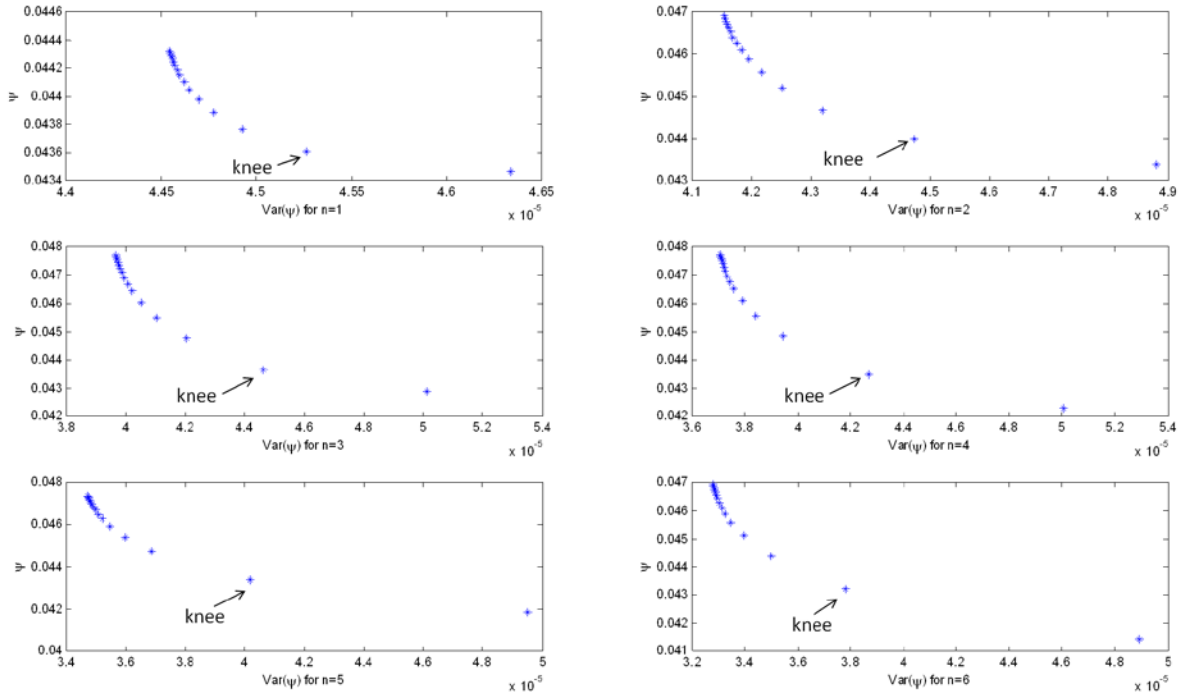 0.0446
0.0444
0.0442
0.044
0.0438
0.0436
0.0434
ψ
knee
4.4 4.45 4.5 4.55 4.6 4.65
Var(ψ) for n=1
x 10-5
0.047
0.046
0.045
0.044
0.043
ψ
knee
4.1 4.2 4.3 4.4 4.5 4.6 4.7 4.8 4.9
Var(ψ) for n=2
x 10-5
0.048
0.047
0.046
0.045
0.044
0.043
0.042
ψ
knee
3.8 4 4.2 4.4 4.6 4.8 5 5.2 5.4
Var(ψ) for n=3
x 10-5
0.048
0.047
0.046
0.045
0.044
0.043
0.042
ψ
knee
3.6 3.8 4 4.2 4.4 4.6 4.8 5 5.2 5.4
Var(ψ) for n=4
x 10-5
0.048
0.046
0.044
0.042
0.04
ψ
knee
3.4 3.6 3.8 4 4.2 4.4 4.6 4.8 5
Var(ψ) for n=5
x 10-5
0.047
0.046
0.045
0.044
0.043
0.042
0.041
ψ
knee
3.2 3.4 3.6 3.8 4 4.2 4.4 4.6 4.8 5
Var(ψ) for n=6
x 10-5